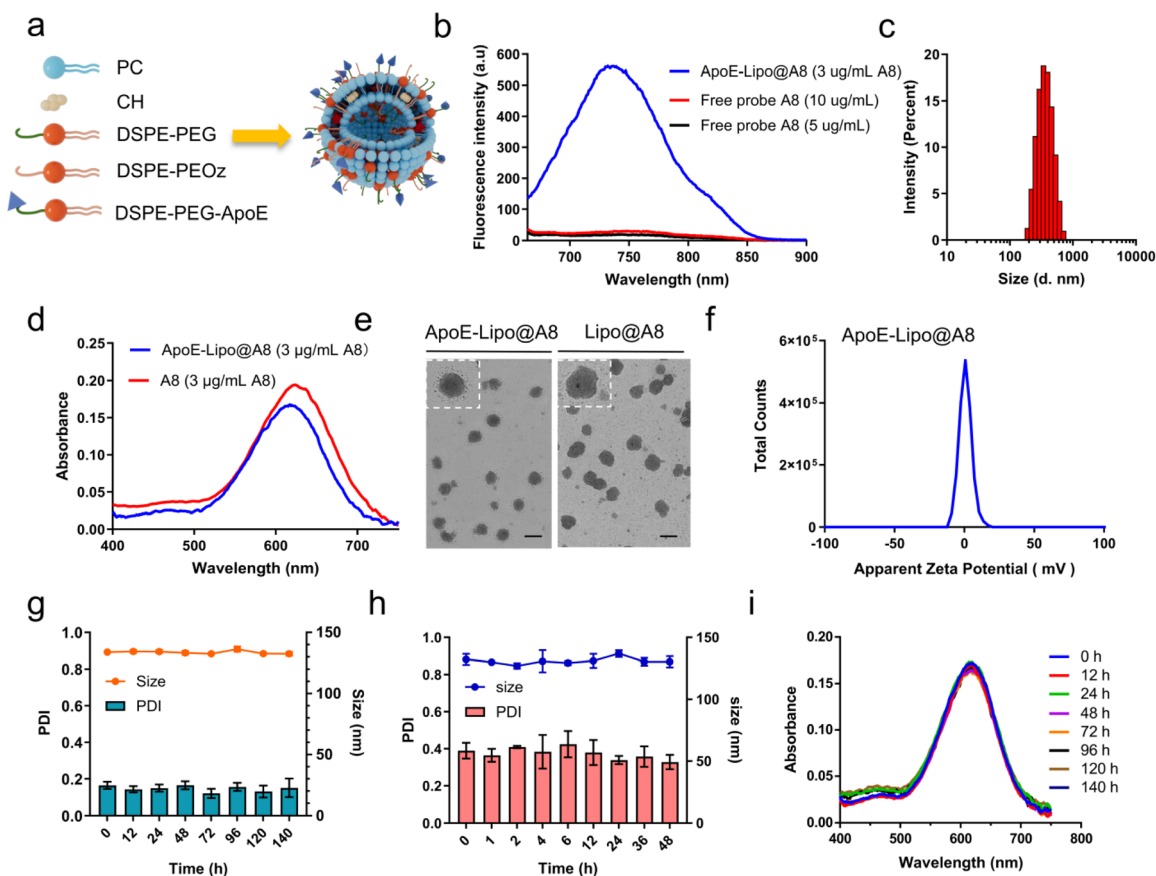 a
PC
CH
DSPE-PEG
DSPE-PEOz
DSPE-PEG-ApoE
b
Fluorescence intensity (a.u)
600
500
400
300
200
100
0
700
750
800
850
900
Wavelength (nm)
ApoE-Lipo@A8 (3 ug/mL A8)
Free probe A8 (10 ug/mL)
Free probe A8 (5 ug/mL)
c
Intensity (Percent)
20
15
10
5
0
10
100
1000
10000
Size (d. nm)
d
Absorbance
0.25
0.20
0.15
0.10
0.05
0.00
400
500
600
700
Wavelength (nm)
ApoE-Lipo@A8 (3 μg/mL A8)
A8 (3 μg/mL A8)
e
ApoE-Lipo@A8
Lipo@A8
f
ApoE-Lipo@A8
Total Counts
6×10⁵
4×10⁵
2×10⁵
0
-100
-50
0
50
100
Apparent Zeta Potential ( mV )
g
PDI
1.0
0.8
0.6
0.4
0.2
0.0
Size
PDI
150
100
50
0
Size (nm)
0
12
24
48
72
96
120
140
Time (h)
h
PDI
1.0
0.8
0.6
0.4
0.2
0.0
size
PDI
150
100
50
0
size (nm)
0
1
2
4
6
12
24
36
48
Time (h)
i
Absorbance
0.20
0.15
0.10
0.05
0.00
400
500
600
700
800
Wavelength (nm)
0 h
12 h
24 h
48 h
72 h
96 h
120 h
140 h